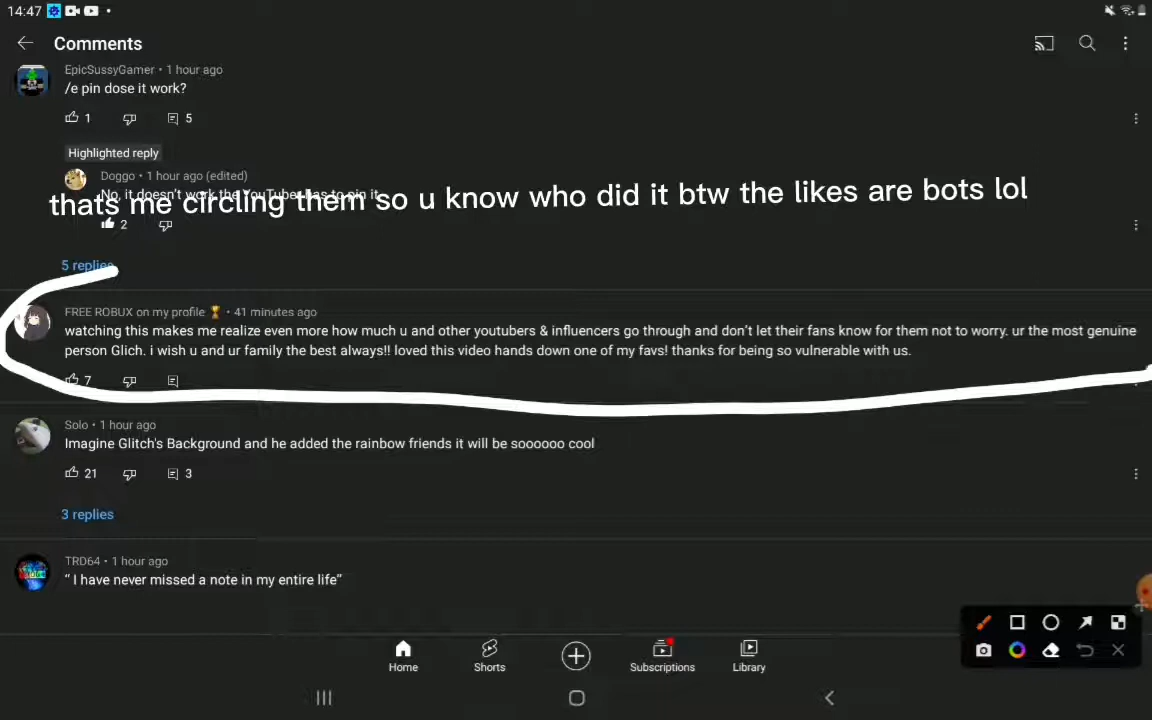 14:47
Comments
EpicSussyGamer • 1 hour ago
/e pin dose it work?
1
5
Highlighted reply
Doggo • 1 hour ago (edited)
No, it doesn't work the YouTuber has to pin it
thats me circling them so u know who did it btw the likes are bots lol
2
5 replies
FREE ROBUX on my profile 🏆 • 41 minutes ago
watching this makes me realize even more how much u and other youtubers & influencers go through and don't let their fans know for them not to worry. ur the most genuine
person Glich. i wish u and ur family the best always!! loved this video hands down one of my favs! thanks for being so vulnerable with us.
7
Solo • 1 hour ago
Imagine Glitch's Background and he added the rainbow friends it will be soooooo cool
21
3
3 replies
TRD64 • 1 hour ago
“ I have never missed a note in my entire life”
Home
Shorts
Subscriptions
Library